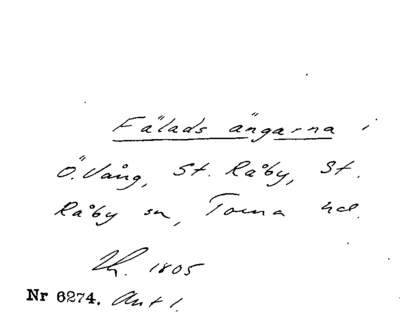 Fälads ängarna i
Ö. Vång, St. Råby, St.
Råby sn, Torna hd.
1805
Nr 6274. Akt 1.